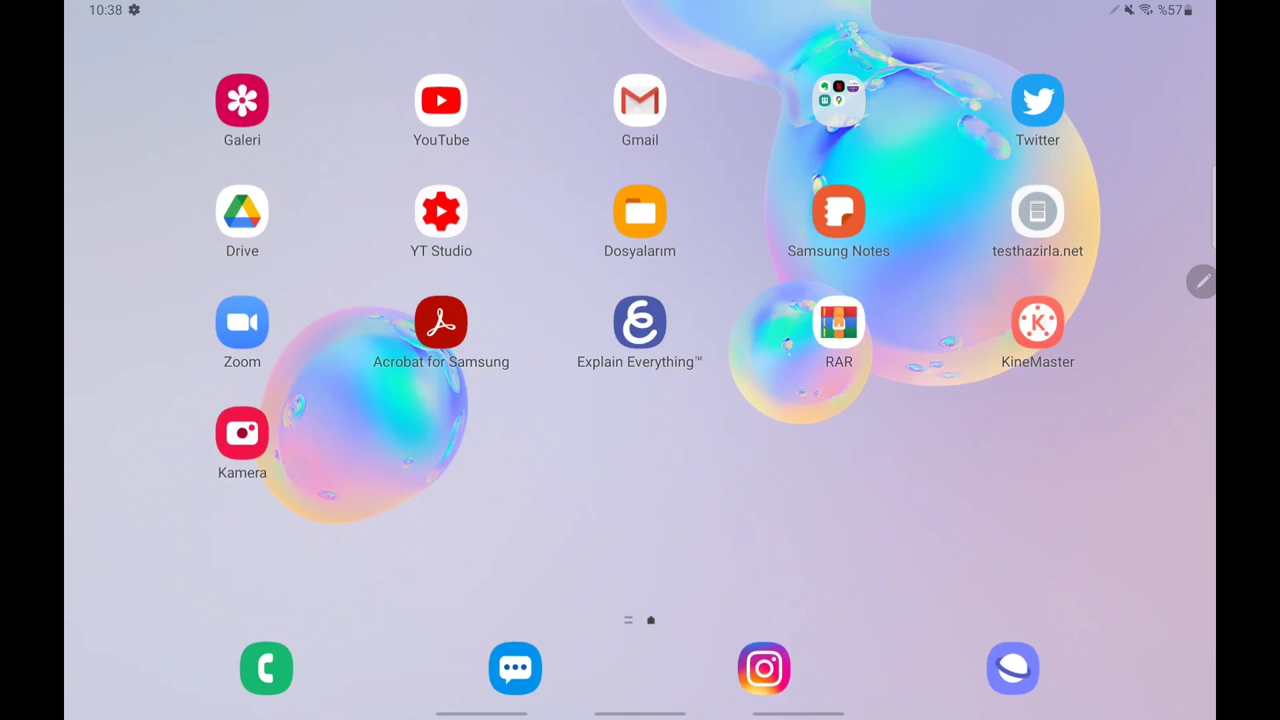 10:38
%57
Galeri
YouTube
Gmail
Twitter
Drive
YT Studio
Dosyalarım
Samsung Notes
testhazirla.net
Zoom
Acrobat for Samsung
Explain Everything™
RAR
KineMaster
Kamera